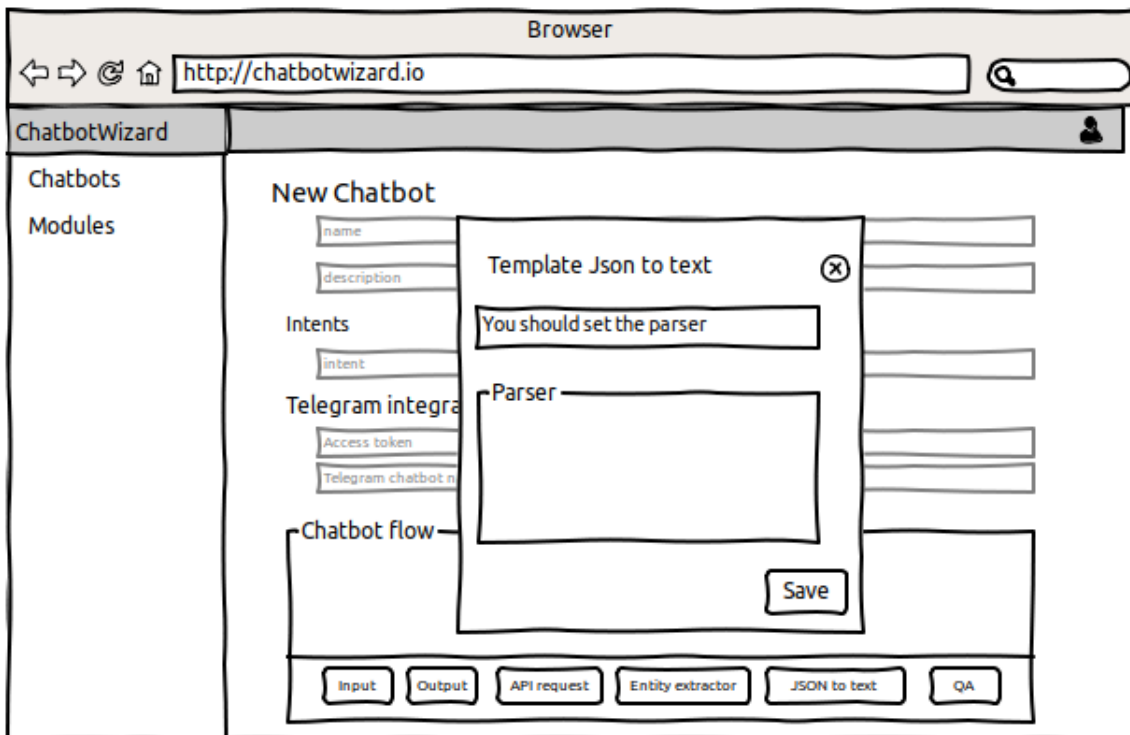 Browser
http://chatbotwizard.io
ChatbotWizard
Chatbots
Modules
New Chatbot
name
description
Intents
intent
Telegram integra
Access token
Telegram chatbot n
Template Json to text
You should set the parser
Parser
Save
Chatbot flow
Input
Output
API request
Entity extractor
JSON to text
QA